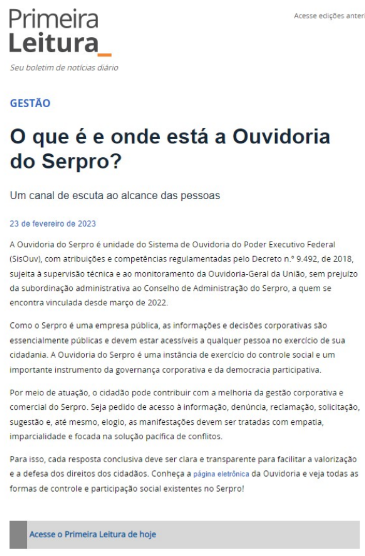 Primeira
Acesse edições anteri
Leitura_
Seu boletim de notícias diário
GESTÃO
O que é e onde está a Ouvidoria
do Serpro?
Um canal de escuta ao alcance das pessoas
23 de fevereiro de 2023
A Ouvidoria do Serpro é unidade do Sistema de Ouvidoria do Poder Executivo Federal
(SisOuv), com atribuições e competências regulamentadas pelo Decreto n.º 9.492, de 2018,
sujeita à supervisão técnica e ao monitoramento da Ouvidoria-Geral da União, sem prejuízo
da subordinação administrativa ao Conselho de Administração do Serpro, a quem se
encontra vinculada desde março de 2022.
Como o Serpro é uma empresa pública, as informações e decisões corporativas são
essencialmente públicas e devem estar acessíveis a qualquer pessoa no exercício de sua
cidadania. A Ouvidoria do Serpro é uma instância de exercício do controle social e um
importante instrumento da governança corporativa e da democracia participativa.
Por meio de atuação, o cidadão pode contribuir com a melhoria da gestão corporativa e
comercial do Serpro. Seja pedido de acesso à informação, denúncia, reclamação, solicitação,
sugestão e, até mesmo, elogio, as manifestações devem ser tratadas com empatia,
imparcialidade e focada na solução pacífica de conflitos.
Para isso, cada resposta conclusiva deve ser clara e transparente para facilitar a valorização
e a defesa dos direitos dos cidadãos. Conheça a página eletrônica da Ouvidoria e veja todas as
formas de controle e participação social existentes no Serpro!
Acesse o Primeira Leitura de hoje